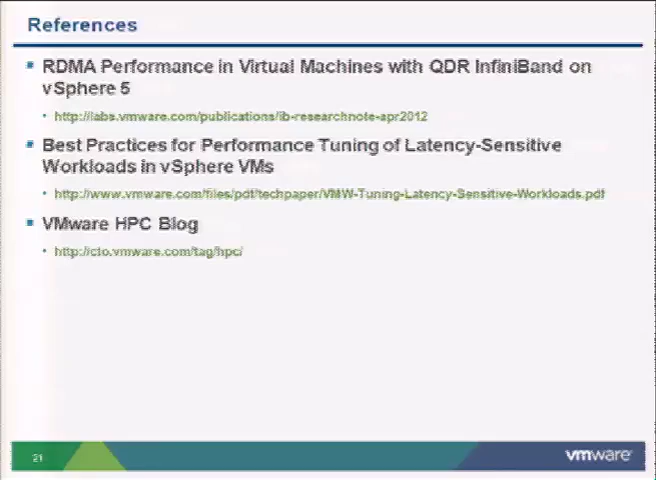 References
RDMA Performance in Virtual Machines with QDR InfiniBand on
vSphere 5
http://labs.vmware.com/publications/ib-researchnote-apr2012
Best Practices for Performance Tuning of Latency-Sensitive
Workloads in vSphere VMs
http://www.vmware.com/files/pdf/techpaper/VMW-Tuning-Latency-Sensitive-Workloads.pdf
VMware HPC Blog
http://cto.vmware.com/tag/hpc/
21
vmware